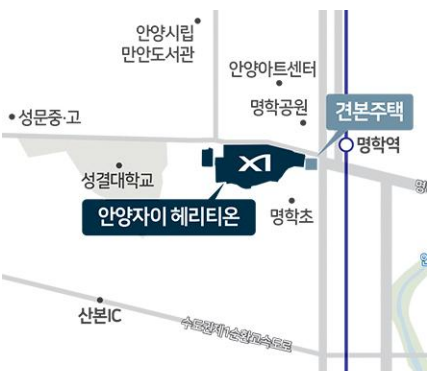 안양시립
만안도서관
안양아트센터
명학공원
견본주택
성문중·고
명학역
XI
성결대학교
안양자이 헤리티온
명학초
산본IC
수도권제1순환고속도로